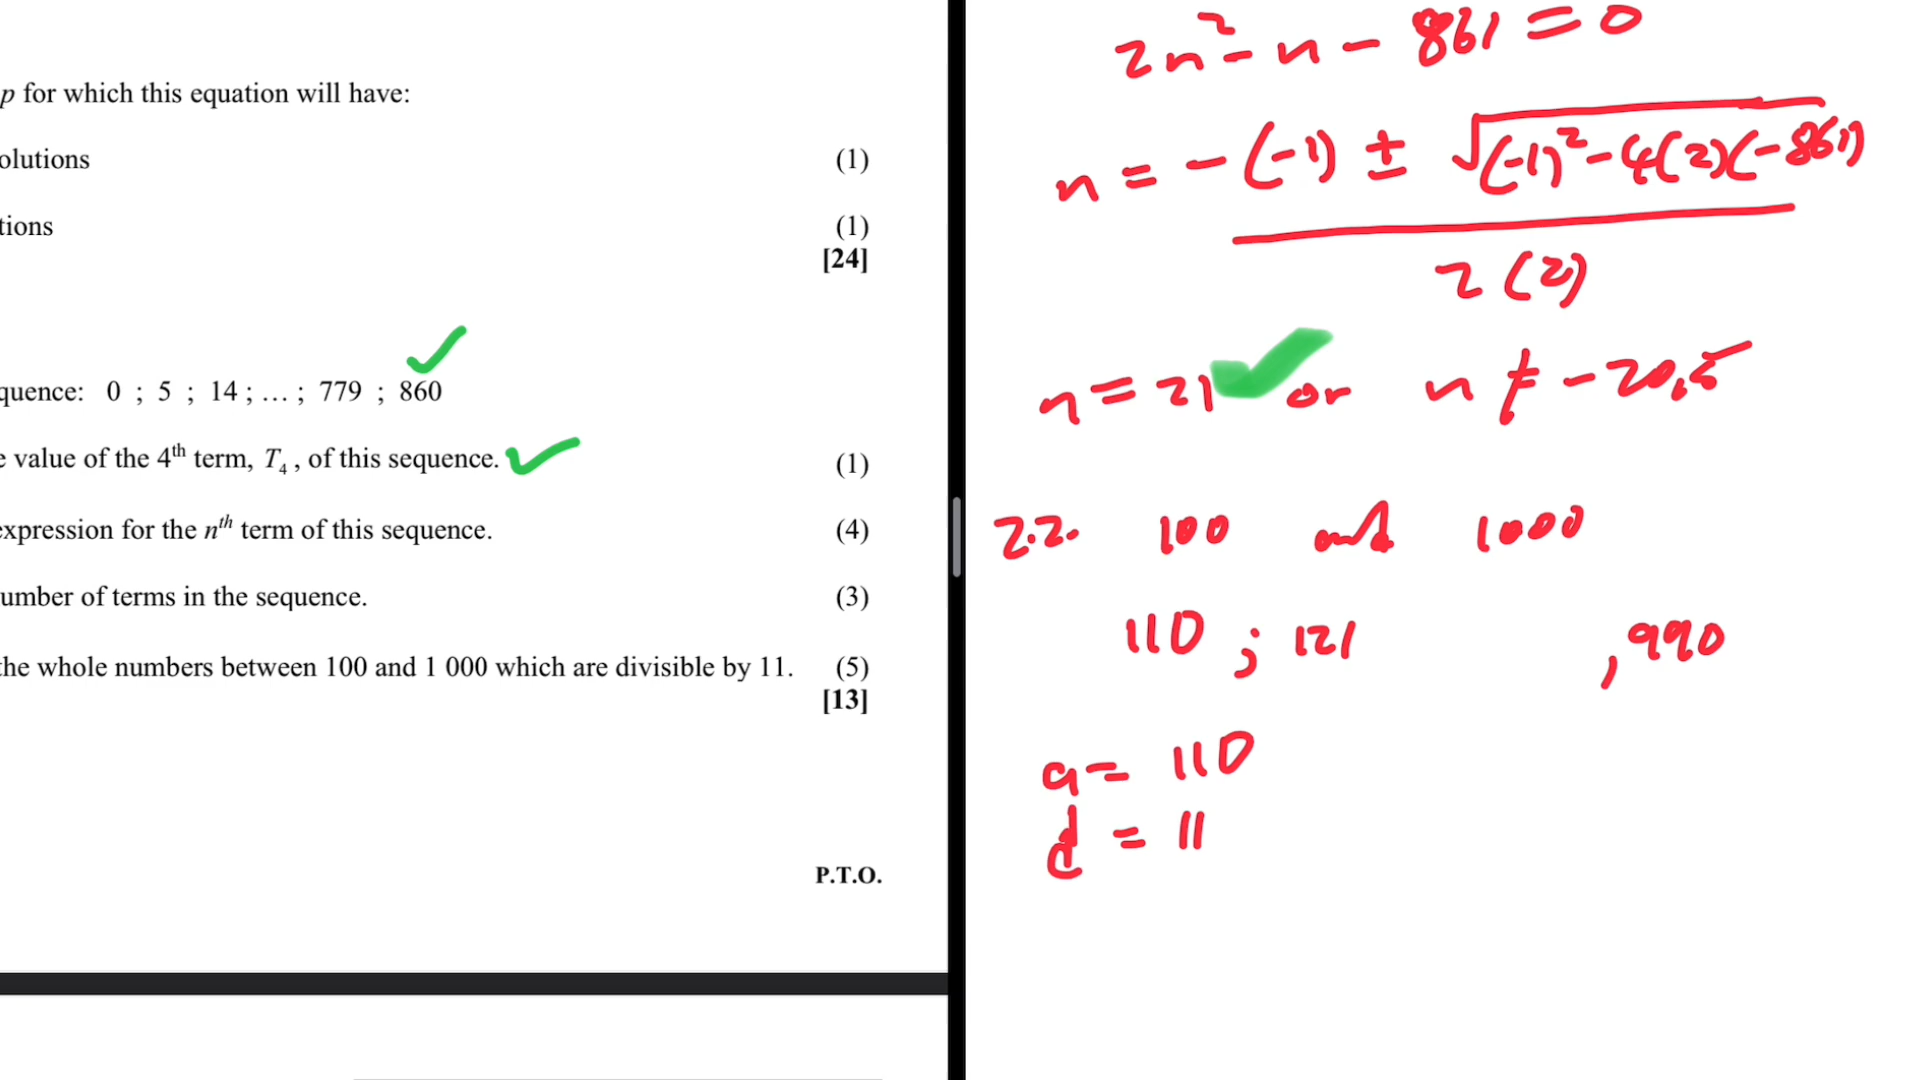 p for which this equation will have:
olutions (1)
tions (1)
[24]
quence: 0 ; 5 ; 14 ; … ; 779 ; 860
e value of the 4th term, T₄ , of this sequence. (1)
expression for the nth term of this sequence. (4)
umber of terms in the sequence. (3)
the whole numbers between 100 and 1 000 which are divisible by 11. (5)
[13]
P.T.O.
2n² - n - 861 = 0
n = -(-1) ± √(-1)² - 4(2)(-861)
2(2)
n = 21 or n ≠ -20,5
2.2. 100 and 1000
110 ; 121 , 990
a = 110
d = 11